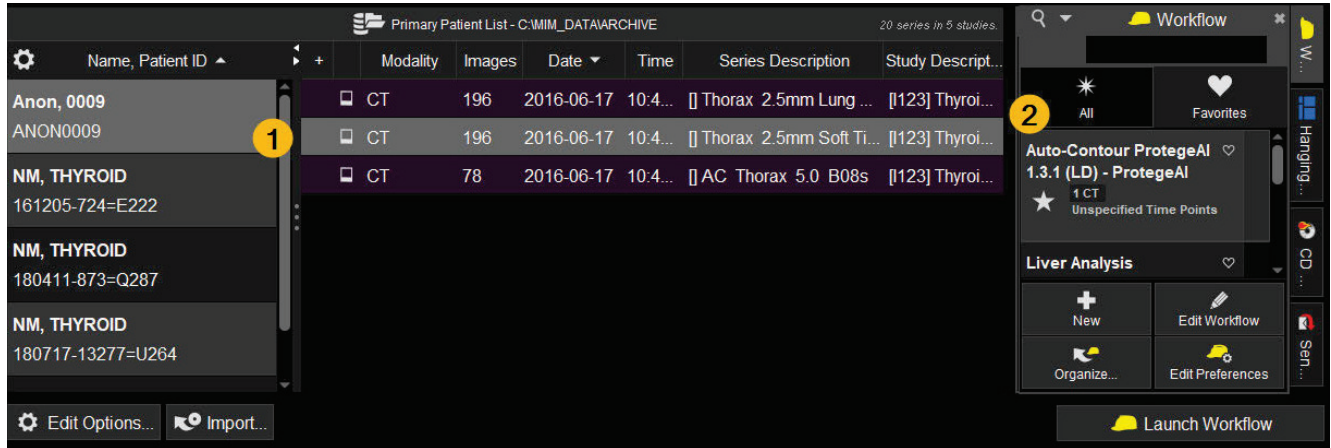 Primary Patient List - C:\MIM_DATA\ARCHIVE
20 series in 5 studies.
Workflow
Name, Patient ID
+
Modality
Images
Date
Time
Series Description
Study Descript...
Anon, 0009
ANON0009
1
NM, THYROID
161205-724=E222
NM, THYROID
180411-873=Q287
NM, THYROID
180717-13277=U264
CT 196 2016-06-17 10:4... [] Thorax 2.5mm Lung ... [I123] Thyroi...
CT 196 2016-06-17 10:4... [] Thorax 2.5mm Soft Ti... [I123] Thyroi...
CT 78 2016-06-17 10:4... [] AC Thorax 5.0 B08s [I123] Thyroi...
All
Favorites
2
Auto-Contour ProtegeAI
1.3.1 (LD) - ProtegeAI
1 CT
Unspecified Time Points
Liver Analysis
New
Edit Workflow
Organize...
Edit Preferences
W...
Hanging...
CD ...
Sen...
Edit Options...
Import...
Launch Workflow